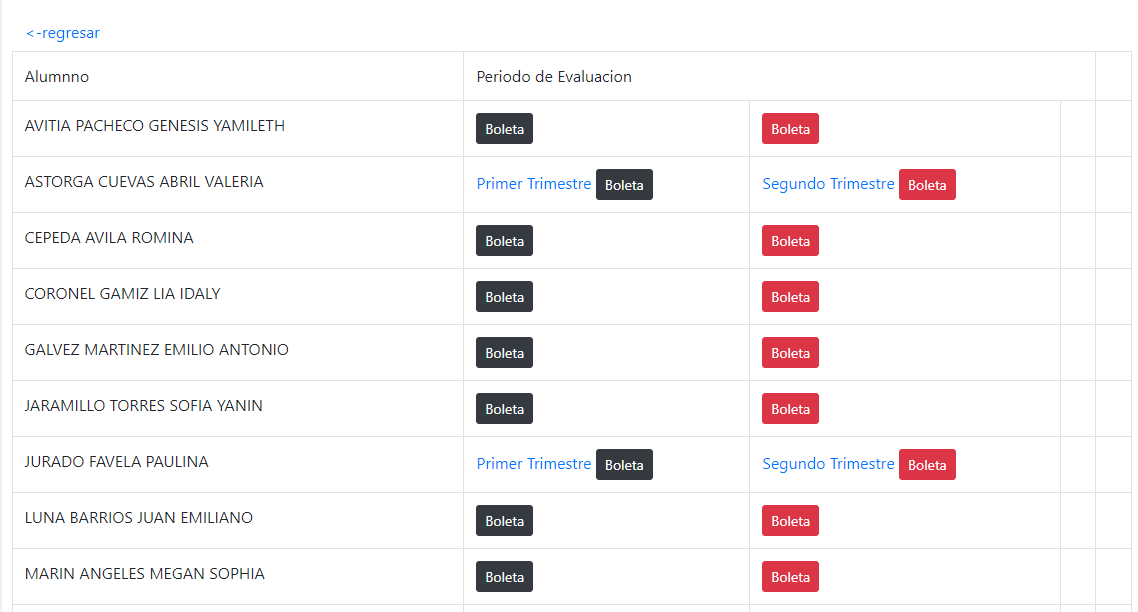 <-regresar
Alumnno Periodo de Evaluacion
AVITIA PACHECO GENESIS YAMILETH Boleta Boleta
ASTORGA CUEVAS ABRIL VALERIA Primer Trimestre Boleta Segundo Trimestre Boleta
CEPEDA AVILA ROMINA Boleta Boleta
CORONEL GAMIZ LIA IDALY Boleta Boleta
GALVEZ MARTINEZ EMILIO ANTONIO Boleta Boleta
JARAMILLO TORRES SOFIA YANIN Boleta Boleta
JURADO FAVELA PAULINA Primer Trimestre Boleta Segundo Trimestre Boleta
LUNA BARRIOS JUAN EMILIANO Boleta Boleta
MARIN ANGELES MEGAN SOPHIA Boleta Boleta